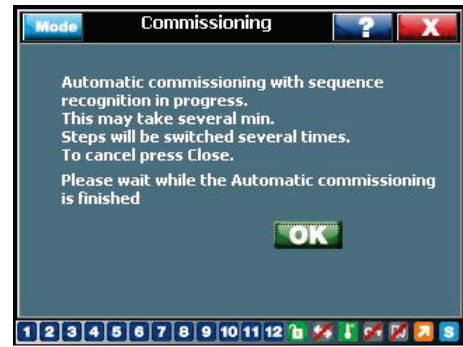 Mode Commissioning ? X
Automatic commissioning with sequence
recognition in progress.
This may take several min.
Steps will be switched several times.
To cancel press Close.
Please wait while the Automatic commissioning
is finished
OK
1 2 3 4 5 6 7 8 9 10 11 12 S